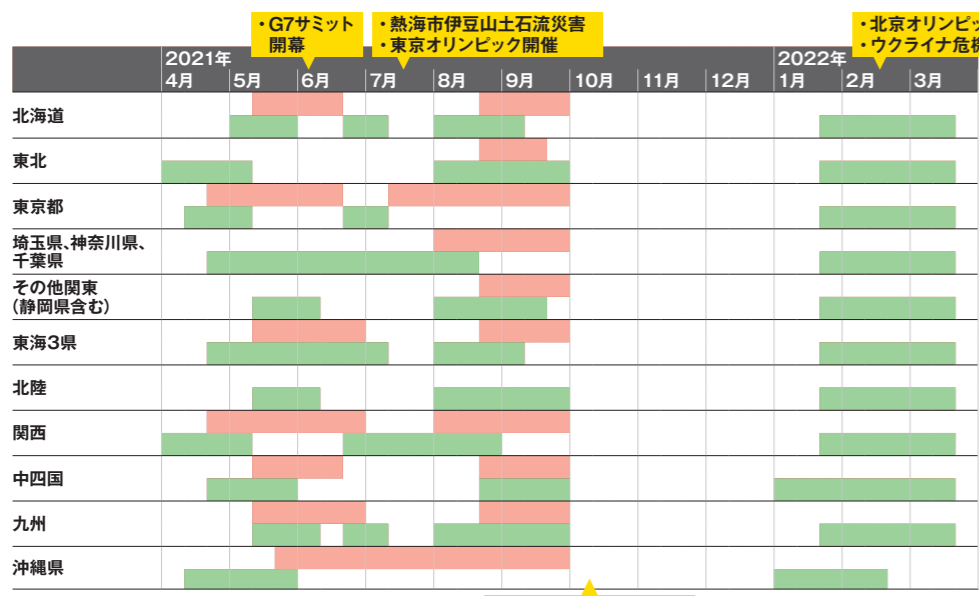 ・G7サミット
開幕
・熱海市伊豆山土石流災害
・東京オリンピック開催
・北京オリンピッ
・ウクライナ危
2021年
2022年
4月 5月 6月 7月 8月 9月 10月 11月 12月 1月 2月 3月
北海道
東北
東京都
埼玉県、神奈川県、
千葉県
その他関東
(静岡県含む)
東海3県
北陸
関西
中四国
九州
沖縄県